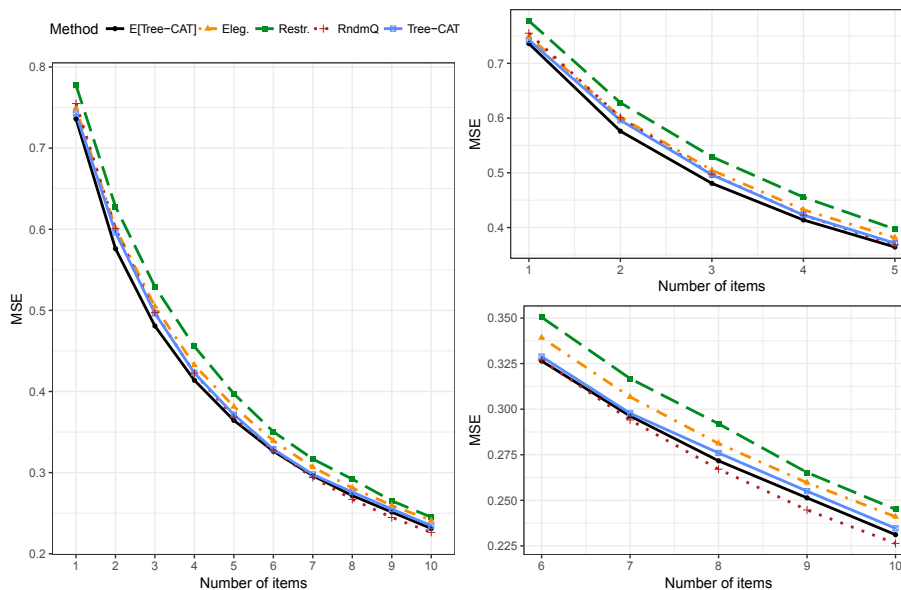 Method E[Tree−CAT] Eleg. Restr. RndmQ Tree−CAT
0.8
0.7
0.6
0.5
0.4
0.3
0.2
MSE
1 2 3 4 5 6 7 8 9 10
Number of items
0.7
0.6
0.5
0.4
MSE
1 2 3 4 5
Number of items
0.350
0.325
0.300
0.275
0.250
0.225
MSE
6 7 8 9 10
Number of items